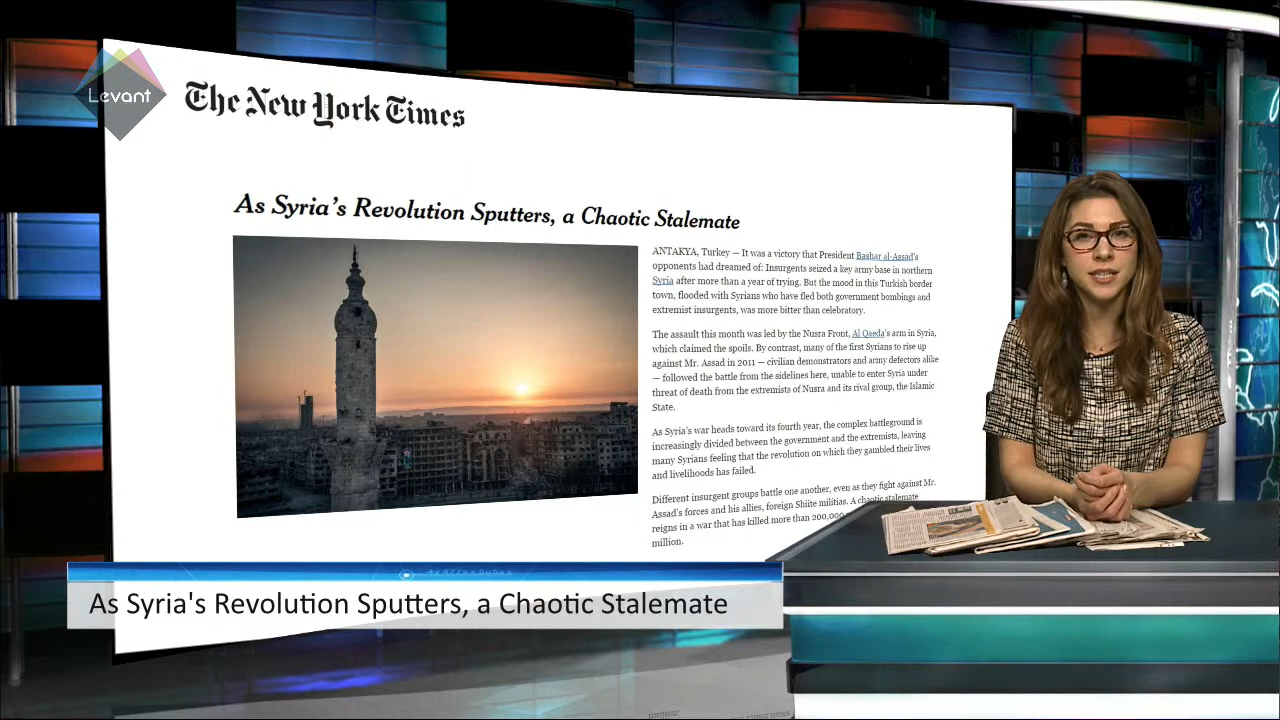 Levant
The New York Times
As Syria's Revolution Sputters, a Chaotic Stalemate
ANTAKYA, Turkey — It was a victory that President Bashar al-Assad's
opponents had dreamed of: Insurgents seized a key army base in northern
Syria after more than a year of trying. But the mood in this Turkish border
town, flooded with Syrians who have fled both government bombings and
extremist insurgents, was more bitter than celebratory.
The assault this month was led by the Nusra Front, Al Qaeda's arm in Syria,
which claimed the spoils. By contrast, many of the first Syrians to rise up
against Mr. Assad in 2011 — civilian demonstrators and army defectors alike
— followed the battle from the sidelines here, unable to enter Syria under
threat of death from the extremists of Nusra and its rival group, the Islamic
State.
As Syria's war heads toward its fourth year, the complex battleground is
increasingly divided between the government and the extremists, leaving
many Syrians feeling that the revolution on which they gambled their lives
and livelihoods has failed.
Different insurgent groups battle one another, even as they fight against Mr.
Assad's forces and his allies, foreign Shiite militias. A chaotic stalemate
reigns in a war that has killed more than 200,000
million.
As Syria's Revolution Sputters, a Chaotic Stalemate